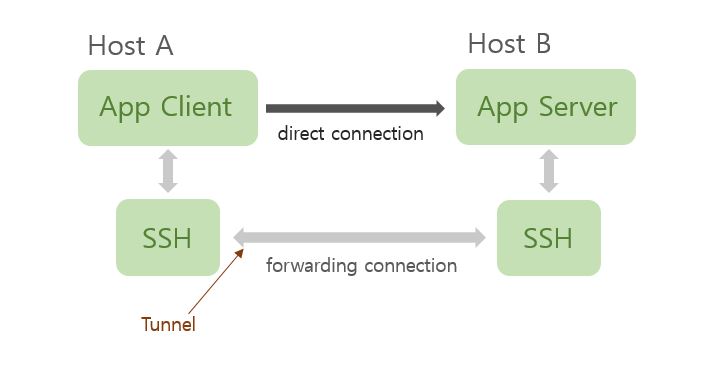 Host A
Host B
App Client
App Server
direct connection
SSH
SSH
forwarding connection
Tunnel